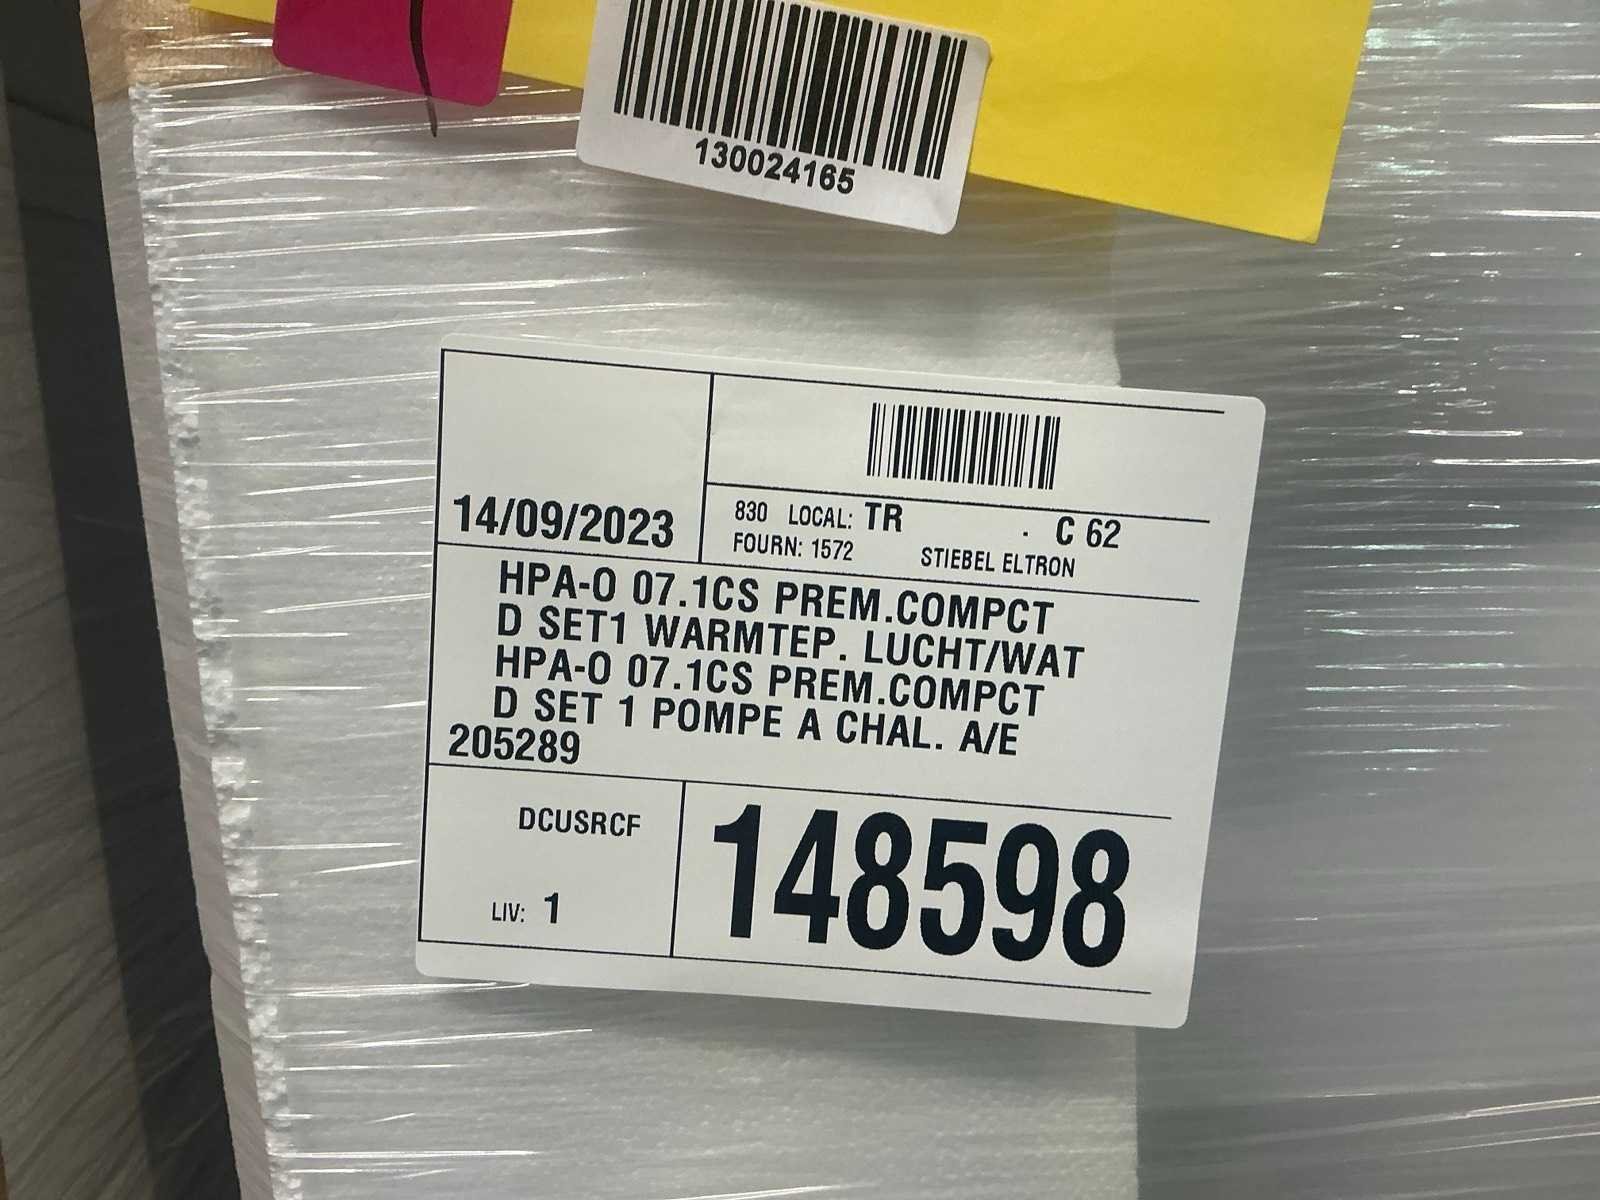 130024165
14/09/2023
830 LOCAL: TR . C 62
FOURN: 1572 STIEBEL ELTRON
HPA-O 07.1CS PREM.COMPCT
D SET1 WARMTEP. LUCHT/WAT
HPA-O 07.1CS PREM.COMPCT
D SET 1 POMPE A CHAL. A/E
205289
DCUSRCF
LIV: 1
148598